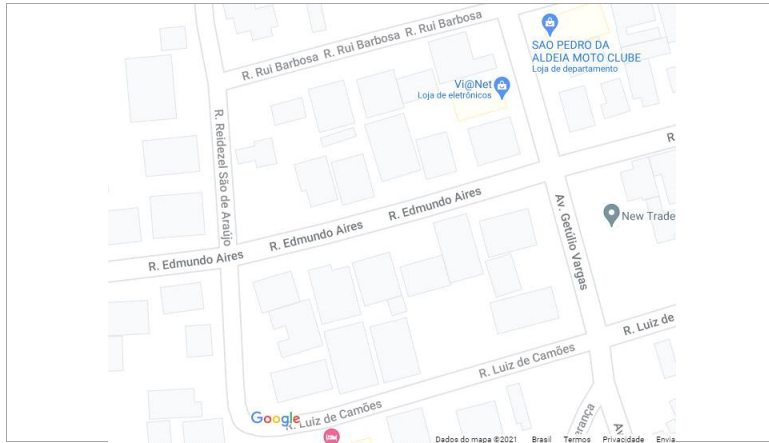 R. Rui Barbosa R. Rui Barbosa R. Rui Barbosa
SAO PEDRO DA
ALDEIA MOTO CLUBE
Loja de departamento
Vi@Net
Loja de eletrônicos
R. Reidezel São de Araújo
R
R. Edmundo Aires
R. Edmundo Aires
R. Edmundo Aires
Av. Getúlio Vargas
New Trade
R. Luiz de
R. Luiz de Camões
R. Luiz de Camões
erança
Av
Google
Dados do mapa ©2021 Brasil Termos Privacidade Envia